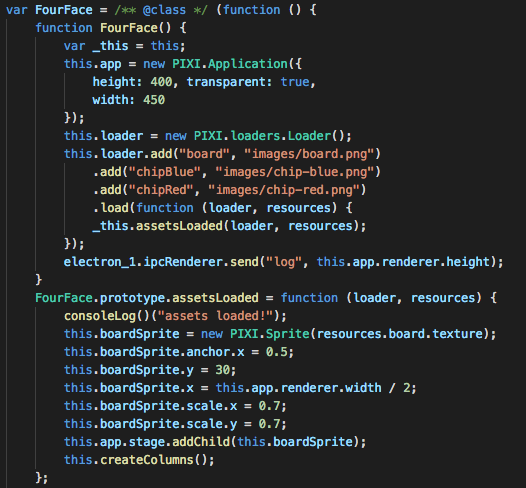 var FourFace = /** @class */ (function () {
    function FourFace() {
        var _this = this;
        this.app = new PIXI.Application({
            height: 400, transparent: true,
            width: 450
        });
        this.loader = new PIXI.loaders.Loader();
        this.loader.add("board", "images/board.png")
            .add("chipBlue", "images/chip-blue.png")
            .add("chipRed", "images/chip-red.png")
            .load(function (loader, resources) {
            _this.assetsLoaded(loader, resources);
        });
        electron_1.ipcRenderer.send("log", this.app.renderer.height);
    }
    FourFace.prototype.assetsLoaded = function (loader, resources) {
        consoleLog()("assets loaded!");
        this.boardSprite = new PIXI.Sprite(resources.board.texture);
        this.boardSprite.anchor.x = 0.5;
        this.boardSprite.y = 30;
        this.boardSprite.x = this.app.renderer.width / 2;
        this.boardSprite.scale.x = 0.7;
        this.boardSprite.scale.y = 0.7;
        this.app.stage.addChild(this.boardSprite);
        this.createColumns();
    };